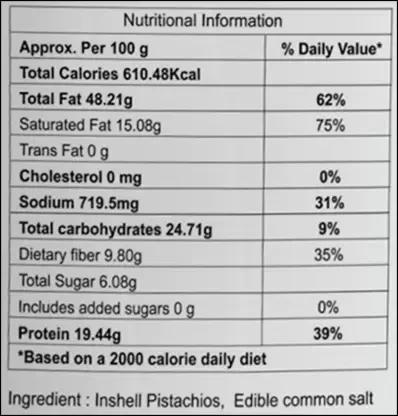 Nutritional Information
Approx. Per 100 g % Daily Value*
Total Calories 610.48Kcal
Total Fat 48.21g 62%
Saturated Fat 15.08g 75%
Trans Fat 0 g
Cholesterol 0 mg 0%
Sodium 719.5mg 31%
Total carbohydrates 24.71g 9%
Dietary fiber 9.80g 35%
Total Sugar 6.08g
Includes added sugars 0 g 0%
Protein 19.44g 39%
*Based on a 2000 calorie daily diet
Ingredient : Inshell Pistachios, Edible common salt